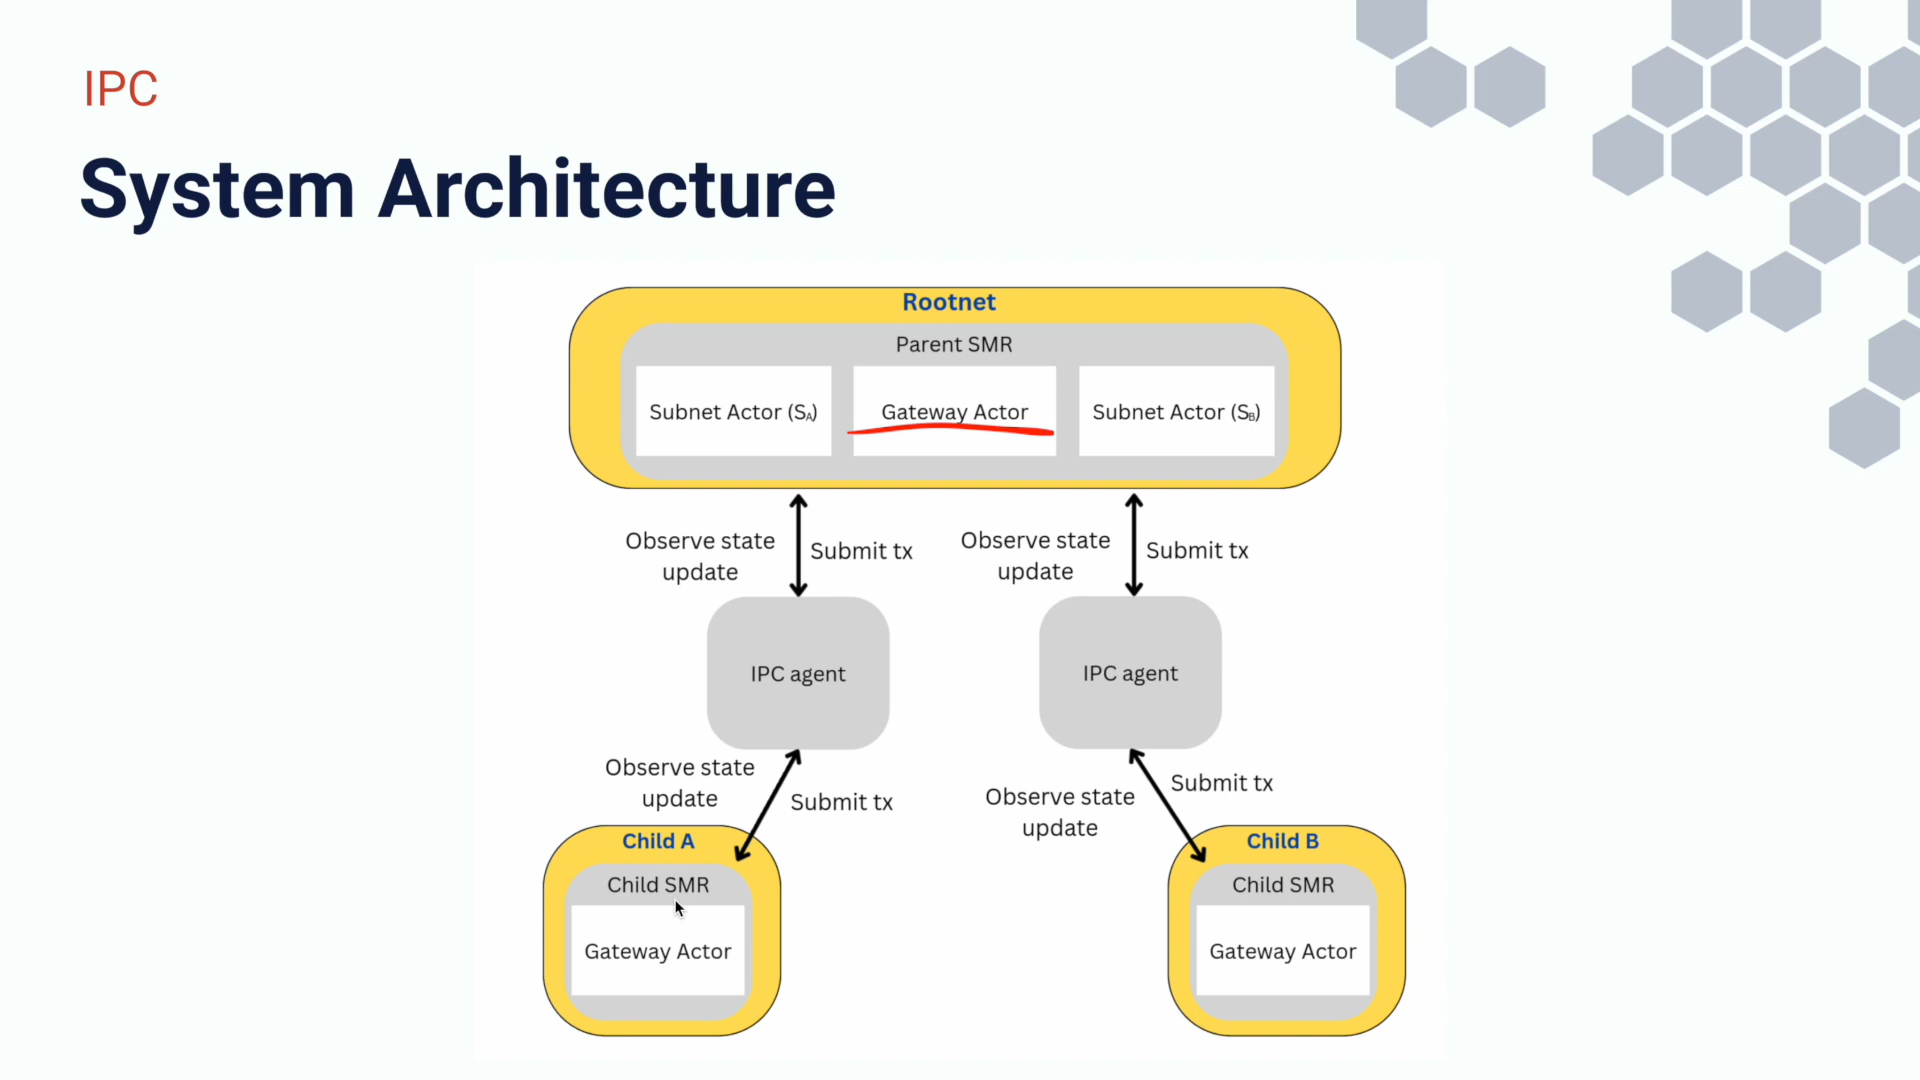 IPC
System Architecture
Rootnet
Parent SMR
Subnet Actor (SA)
Gateway Actor
Subnet Actor (SB)
Observe state
update
Submit tx
Observe state
update
Submit tx
IPC agent
IPC agent
Observe state
update
Submit tx
Observe state
update
Submit tx
Child A
Child SMR
Gateway Actor
Child B
Child SMR
Gateway Actor